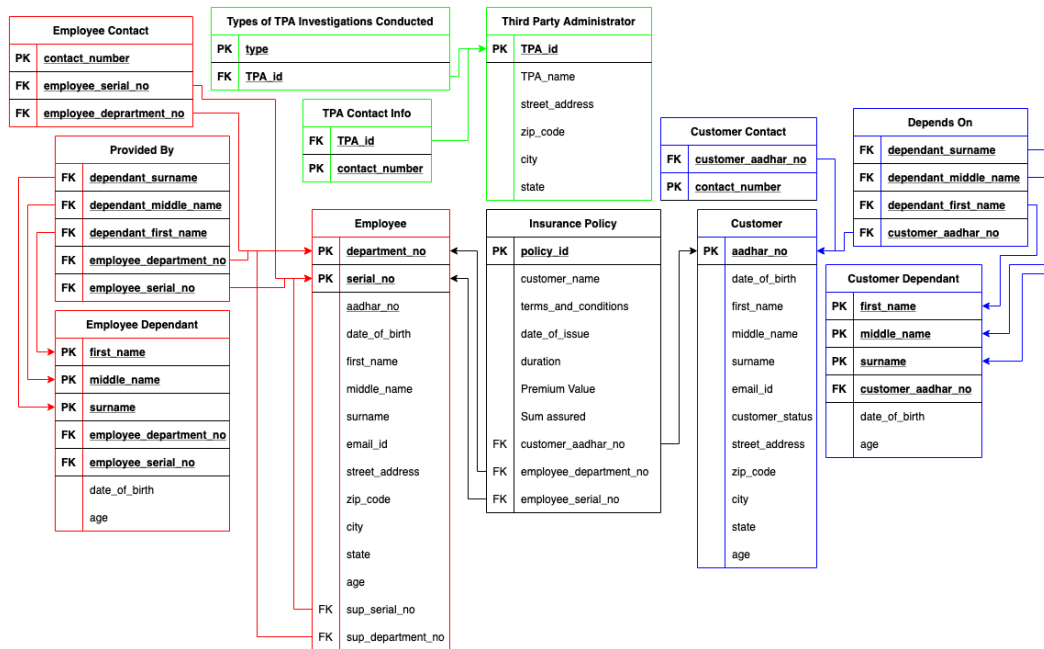 Employee Contact
PK contact_number
FK employee_serial_no
FK employee_deprartment_no
Types of TPA Investigations Conducted
PK type
FK TPA_id
Third Party Administrator
PK TPA_id
TPA_name
street_address
zip_code
city
state
TPA Contact Info
FK TPA_id
PK contact_number
Customer Contact
FK customer_aadhar_no
PK contact_number
Depends On
FK dependant_surname
FK dependant_middle_name
FK dependant_first_name
FK customer_aadhar_no
Provided By
FK dependant_surname
FK dependant_middle_name
FK dependant_first_name
FK employee_department_no
FK employee_serial_no
Employee Dependant
PK first_name
PK middle_name
PK surname
FK employee_department_no
FK employee_serial_no
date_of_birth
age
Employee
PK department_no
PK serial_no
aadhar_no
date_of_birth
first_name
middle_name
surname
email_id
street_address
zip_code
city
state
age
FK sup_serial_no
FK sup_department_no
Insurance Policy
PK policy_id
customer_name
terms_and_conditions
date_of_issue
duration
Premium Value
Sum assured
FK customer_aadhar_no
FK employee_department_no
FK employee_serial_no
Customer
PK aadhar_no
date_of_birth
first_name
middle_name
surname
email_id
customer_status
street_address
zip_code
city
state
age
Customer Dependant
PK first_name
PK middle_name
PK surname
FK customer_aadhar_no
date_of_birth
age